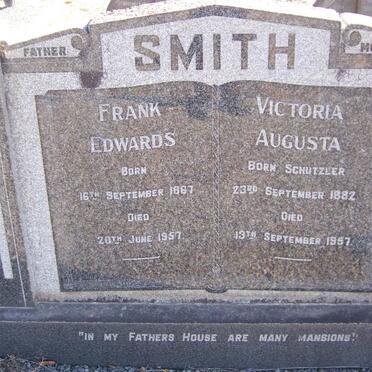 FATHER
SMITH
FRANK
EDWARDS
BORN
16TH SEPTEMBER 1867
DIED
20TH JUNE 1957.
VICTORIA
AUGUSTA
BORN SCHUTZLER
23RD SEPTEMBER 1882
DIED
13TH SEPTEMBER 1957.
"IN MY FATHERS HOUSE ARE MANY MANSIONS."